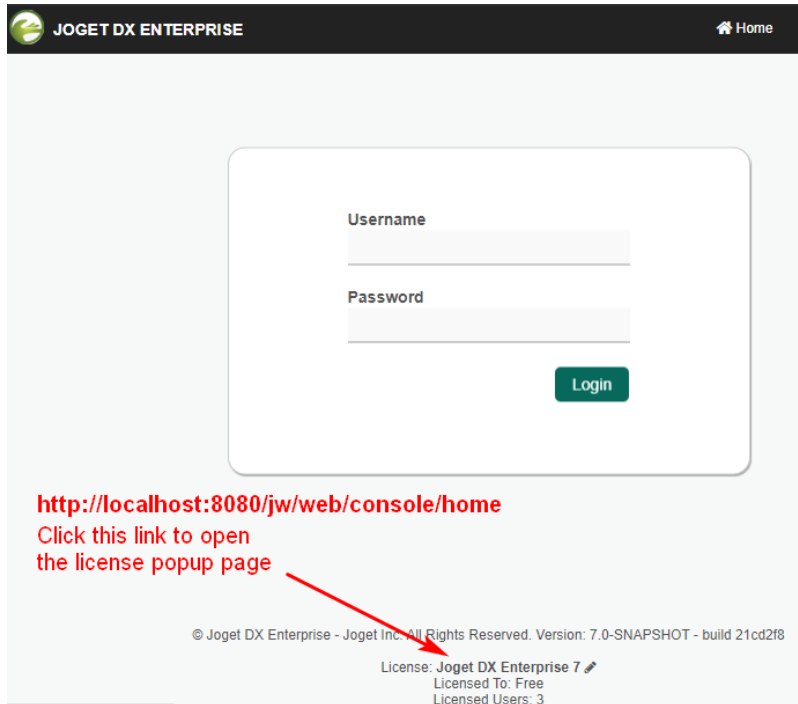 JOGET DX ENTERPRISE
Home
Username
Password
Login
http://localhost:8080/jw/web/console/home
Click this link to open
the license popup page
© Joget DX Enterprise - Joget Inc. All Rights Reserved. Version: 7.0-SNAPSHOT - build 21cd2f8
License: Joget DX Enterprise 7
Licensed To: Free
Licensed Users: 3